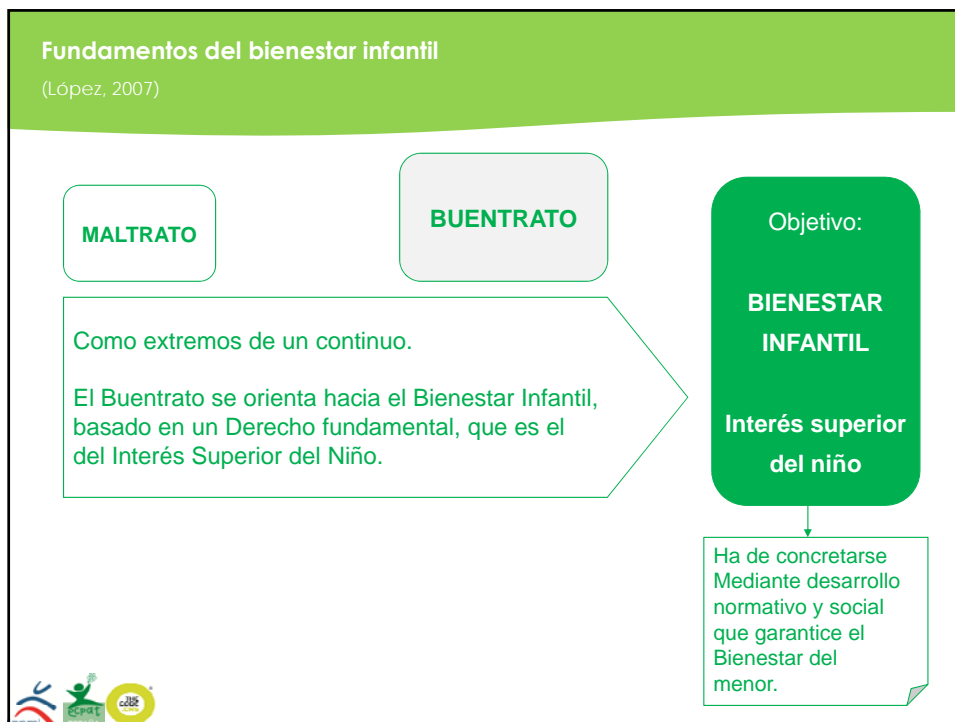 Fundamentos del bienestar infantil
(López, 2007)
MALTRATO
BUENTRATO
Como extremos de un continuo.
El Buentrato se orienta hacia el Bienestar Infantil,
basado en un Derecho fundamental, que es el
del Interés Superior del Niño.
Objetivo:
BIENESTAR
INFANTIL
Interés superior
del niño
Ha de concretarse
Mediante desarrollo
normativo y social
que garantice el
Bienestar del
menor.
ecpat
THE
CODE